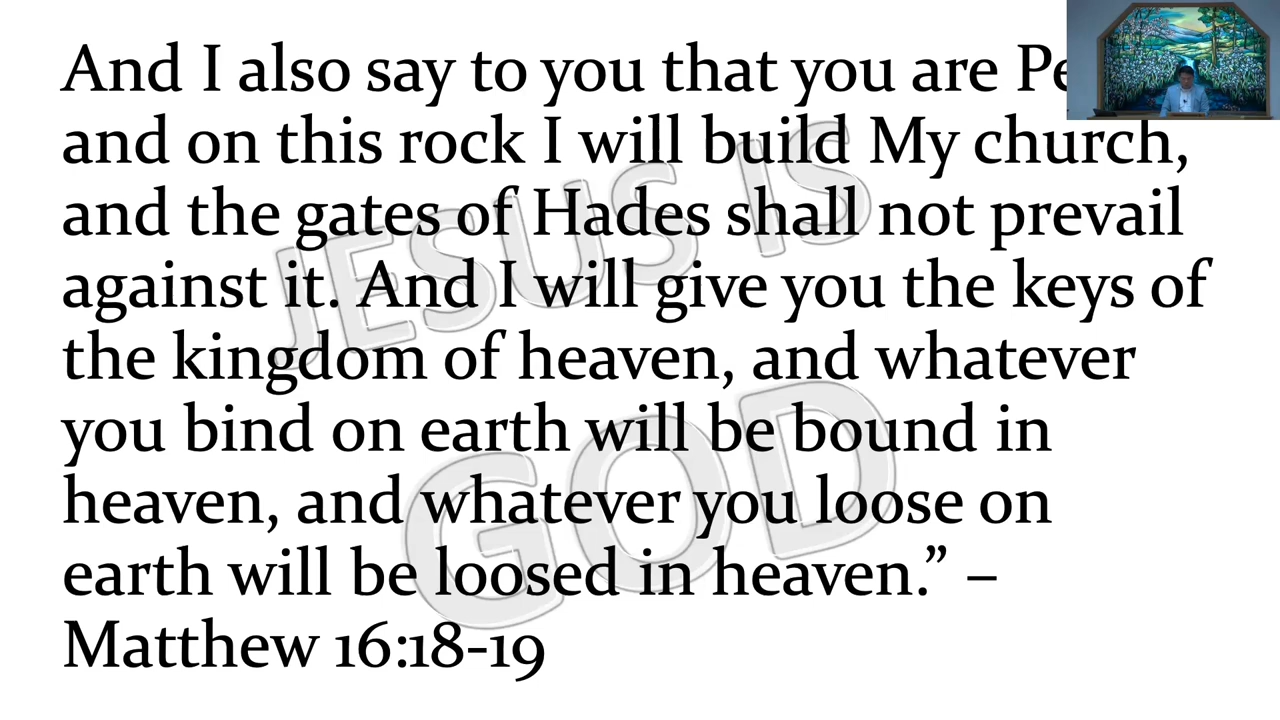 And I also say to you that you are
and on this rock I will build My church,
and the gates of Hades shall not prevail
against it. And I will give you the keys of
the kingdom of heaven, and whatever
you bind on earth will be bound in
heaven, and whatever you loose on
earth will be loosed in heaven.” –
Matthew 16:18-19
JESUS IS
GOD